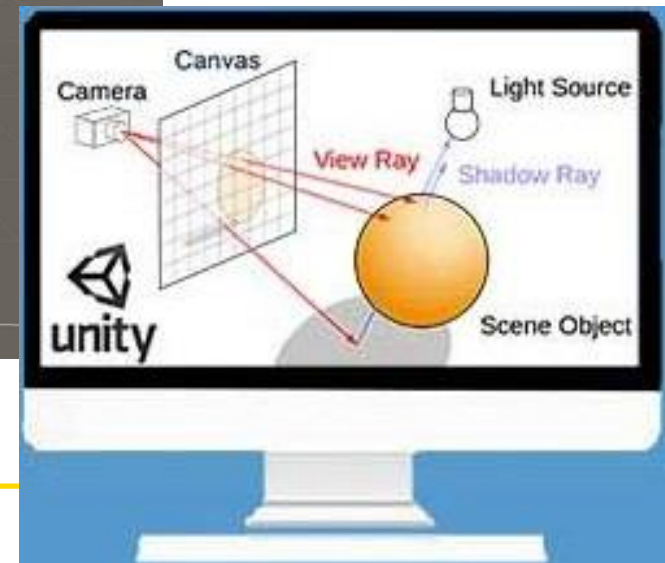 Canvas
Camera
Light Source
View Ray
Shadow Ray
unity
Scene Object